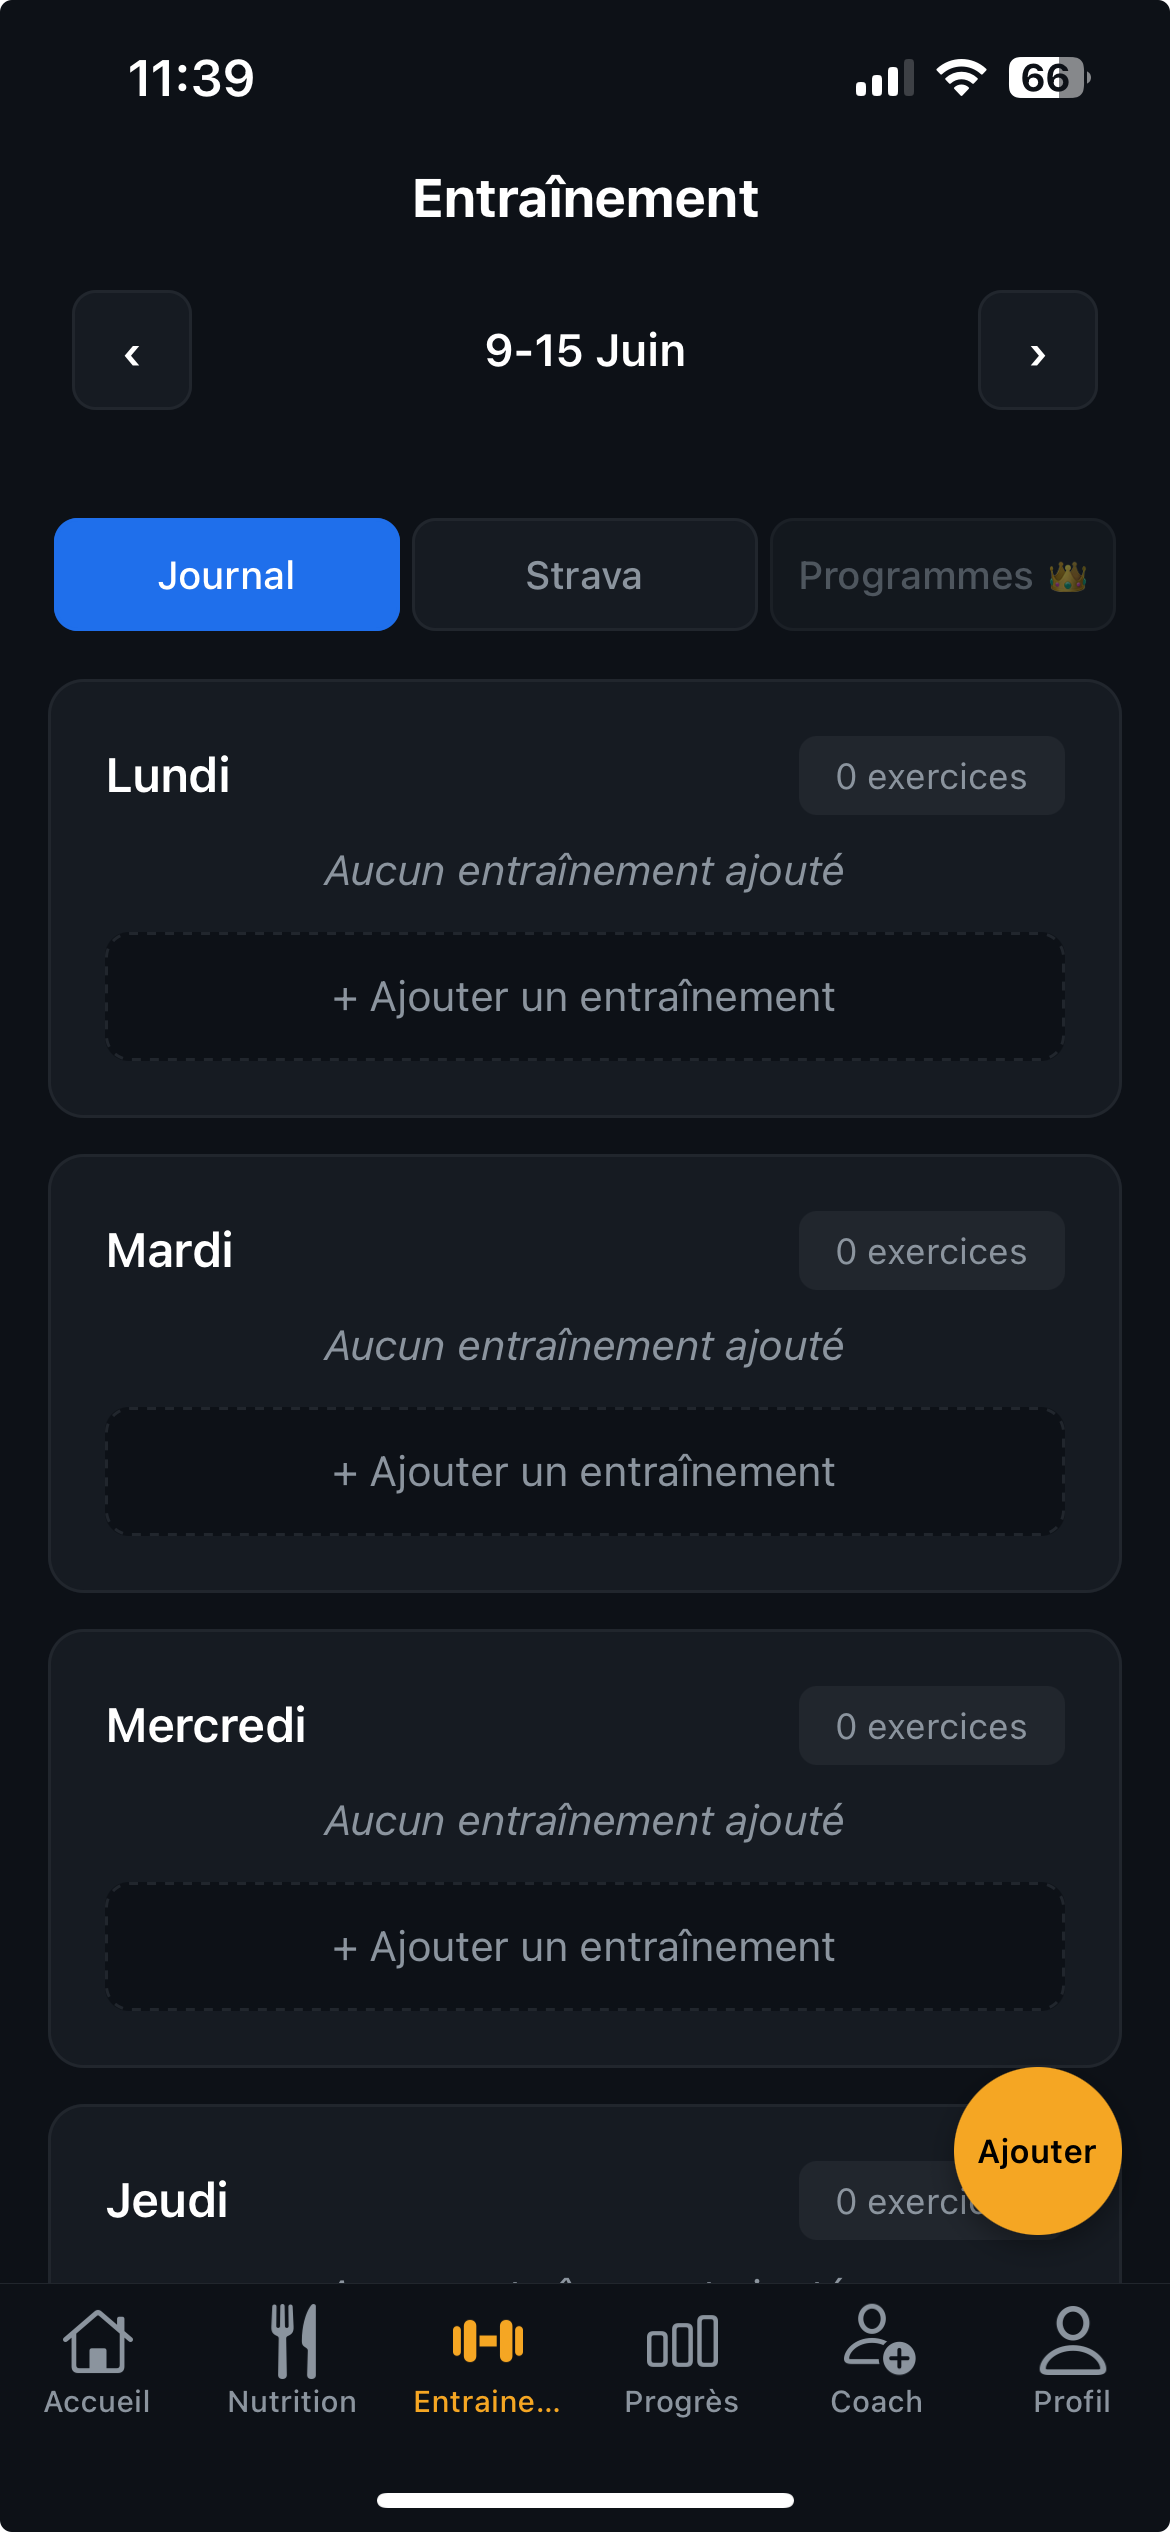 11:39
66
Entraînement
‹ 9-15 Juin ›
Journal Strava Programmes 👑
Lundi 0 exercices
Aucun entraînement ajouté
+ Ajouter un entraînement
Mardi 0 exercices
Aucun entraînement ajouté
+ Ajouter un entraînement
Mercredi 0 exercices
Aucun entraînement ajouté
+ Ajouter un entraînement
Ajouter
Jeudi 0
Accueil Nutrition Entraine... Progrès Coach Profil